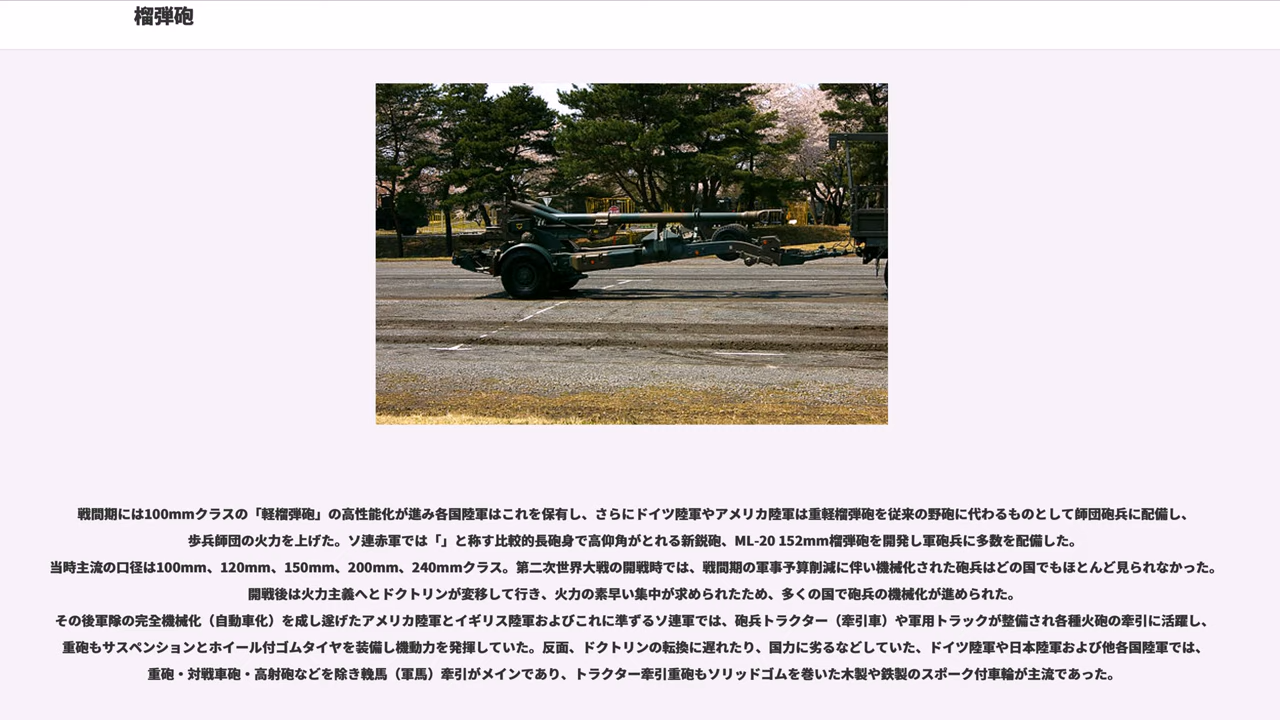 榴弾砲
戦間期には100mmクラスの「軽榴弾砲」の高性能化が進み各国陸軍はこれを保有し、さらにドイツ陸軍やアメリカ陸軍は重軽榴弾砲を従来の野砲に代わるものとして師団砲兵に配備し、
歩兵師団の火力を上げた。ソ連赤軍では「」と称す比較的長砲身で高仰角がとれる新鋭砲、ML-20 152mm榴弾砲を開発し軍砲兵に多数を配備した。
当時主流の口径は100mm、120mm、150mm、200mm、240mmクラス。第二次世界大戦の開戦時では、戦間期の軍事予算削減に伴い機械化された砲兵はどの国でもほとんど見られなかった。
開戦後は火力主義へとドクトリンが変移して行き、火力の素早い集中が求められたため、多くの国で砲兵の機械化が進められた。
その後軍隊の完全機械化（自動車化）を成し遂げたアメリカ陸軍とイギリス陸軍およびこれに準ずるソ連軍では、砲兵トラクター（牽引車）や軍用トラックが整備され各種火砲の牽引に活躍し、
重砲もサスペンションとホイール付ゴムタイヤを装備し機動力を発揮していた。反面、ドクトリンの転換に遅れたり、国力に劣るなどしていた、ドイツ陸軍や日本陸軍および他各国陸軍では、
重砲・対戦車砲・高射砲などを除き輓馬（軍馬）牽引がメインであり、トラクター牽引重砲もソリッドゴムを巻いた木製や鉄製のスポーク付車輪が主流であった。